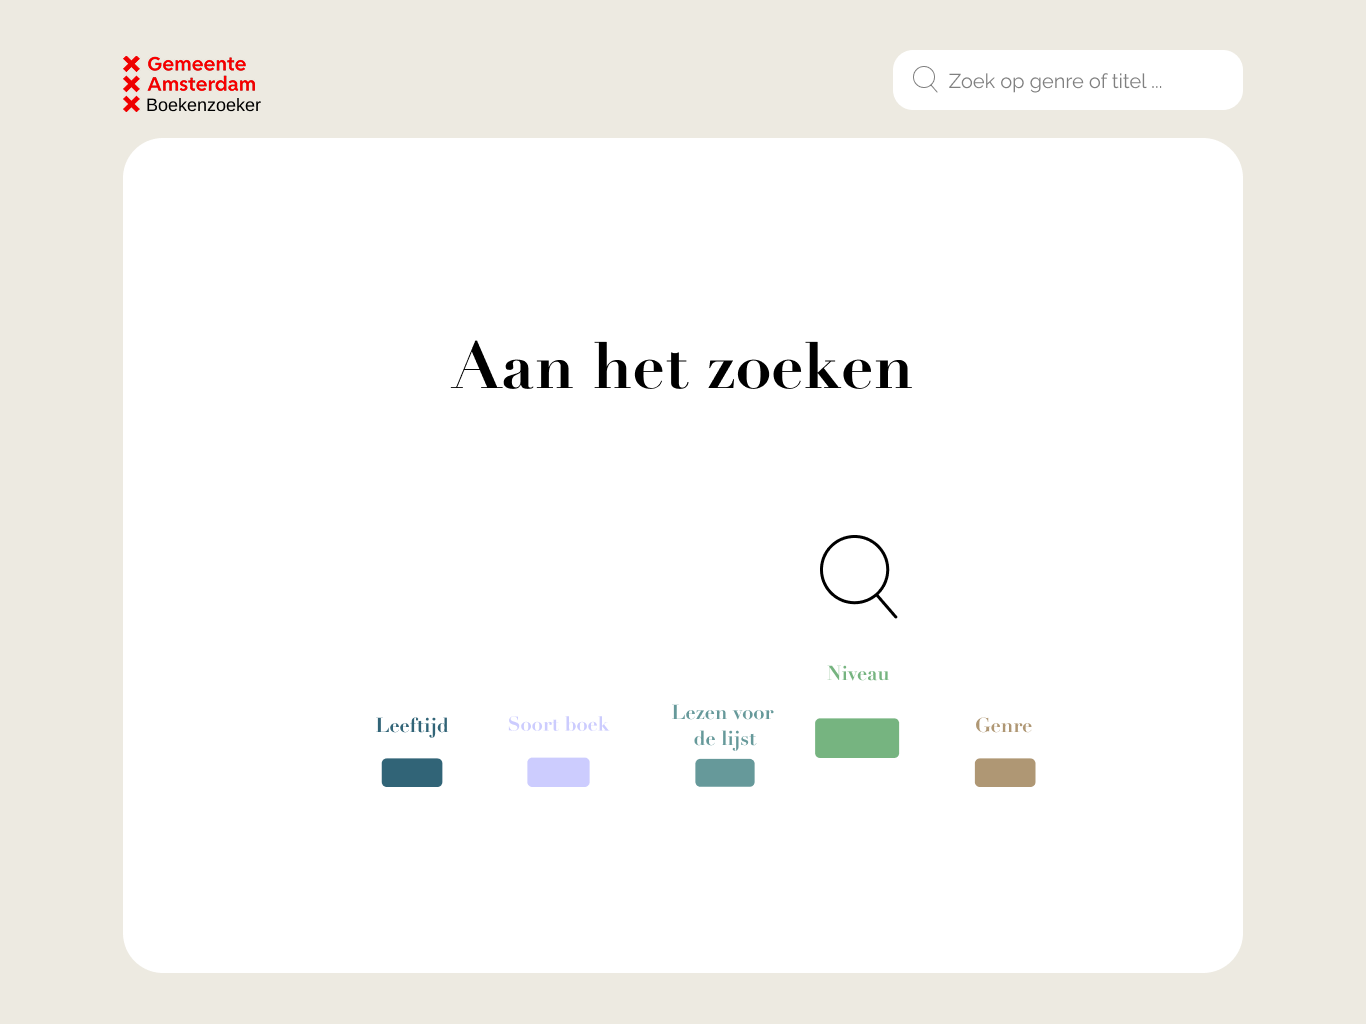 Gemeente
Amsterdam
Boekenzoeker
Zoek op genre of titel ...
Aan het zoeken
Leeftijd
Soort boek
Lezen voor
de lijst
Niveau
Genre